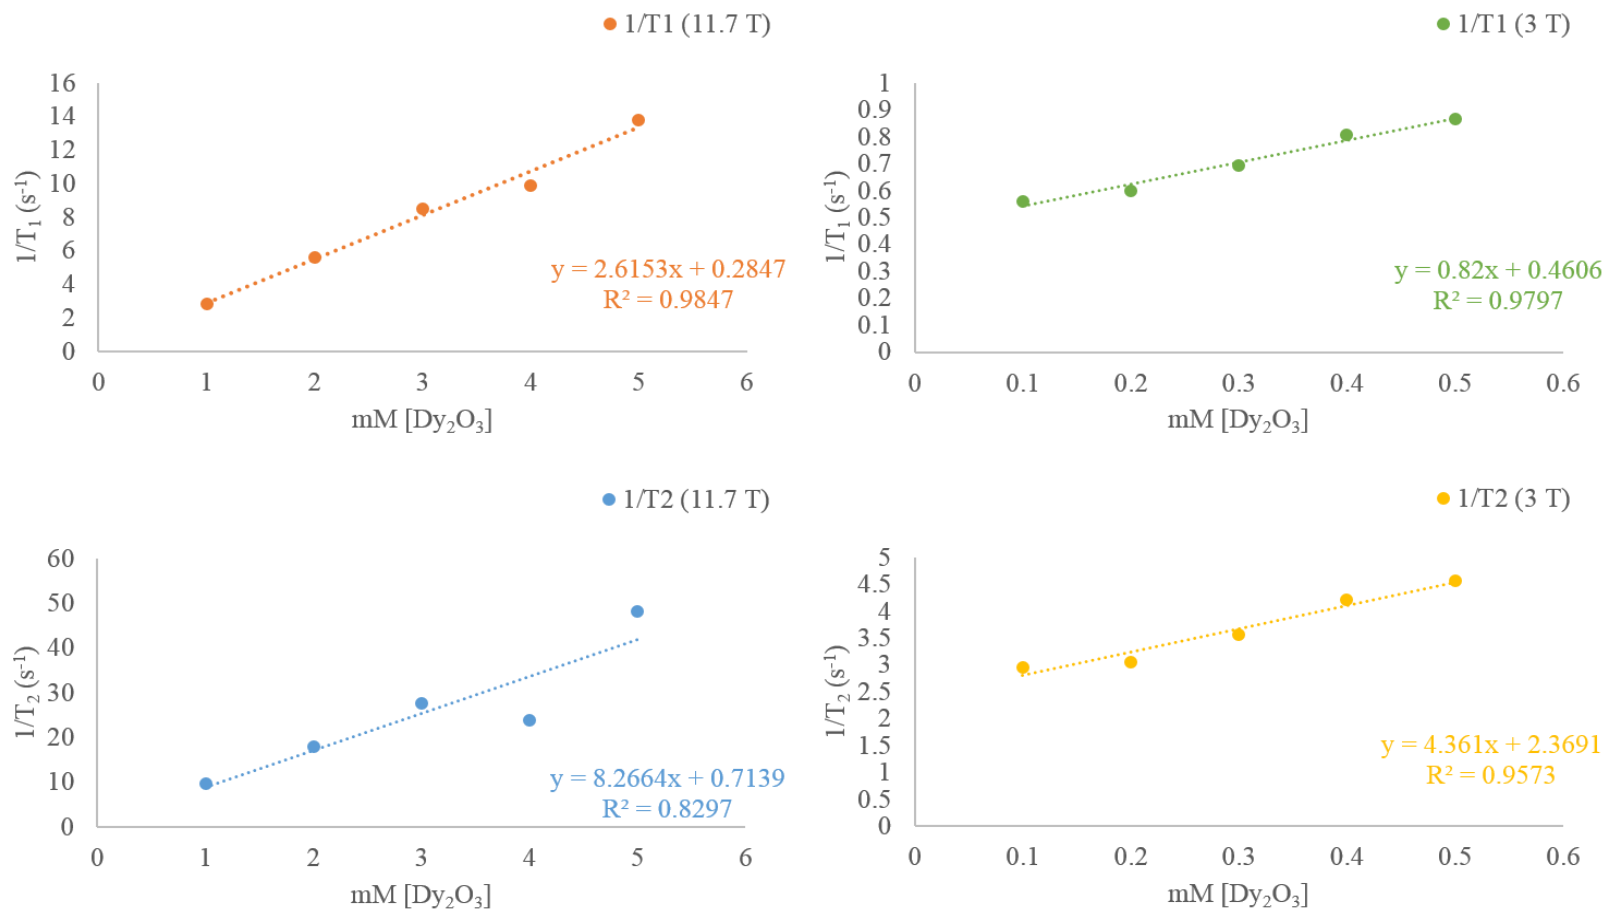 1/T1 (11.7 T)
16
14
12
10
8
6
4
2
0
1/T₁ (s⁻¹)
y = 2.6153x + 0.2847
R² = 0.9847
0 1 2 3 4 5 6
mM [Dy₂O₃]
1/T1 (3 T)
1
0.9
0.8
0.7
0.6
0.5
0.4
0.3
0.2
0.1
0
1/T₁ (s⁻¹)
y = 0.82x + 0.4606
R² = 0.9797
0 0.1 0.2 0.3 0.4 0.5 0.6
mM [Dy₂O₃]
1/T2 (11.7 T)
60
50
40
30
20
10
0
1/T₂ (s⁻¹)
y = 8.2664x + 0.7139
R² = 0.8297
0 1 2 3 4 5 6
mM [Dy₂O₃]
1/T2 (3 T)
5
4.5
4
3.5
3
2.5
2
1.5
1
0.5
0
1/T₂ (s⁻¹)
y = 4.361x + 2.3691
R² = 0.9573
0 0.1 0.2 0.3 0.4 0.5 0.6
mM [Dy₂O₃]